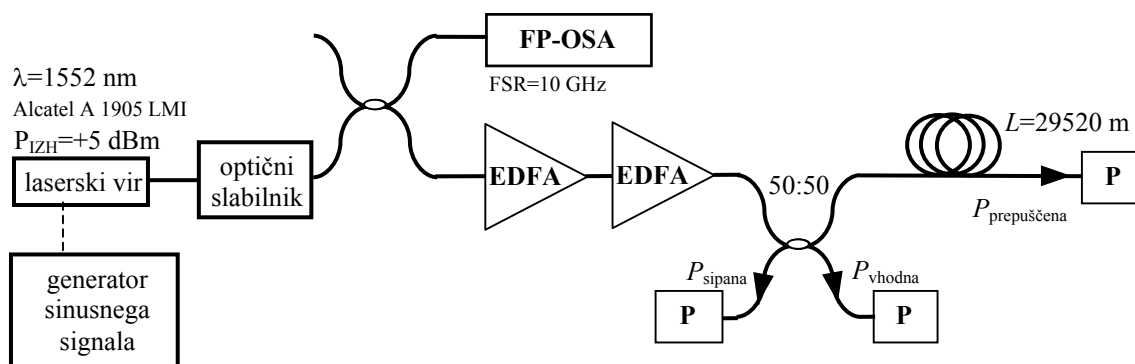 λ=1552 nm
Alcatel A 1905 LMI
P_IZH=+5 dBm
laserski vir
generator
sinusnega
signala
optični
slabilnik
FP-OSA
FSR=10 GHz
EDFA
EDFA
50:50
P_sipana
P
P_vhodna
P
L=29520 m
P
P_prepuščena